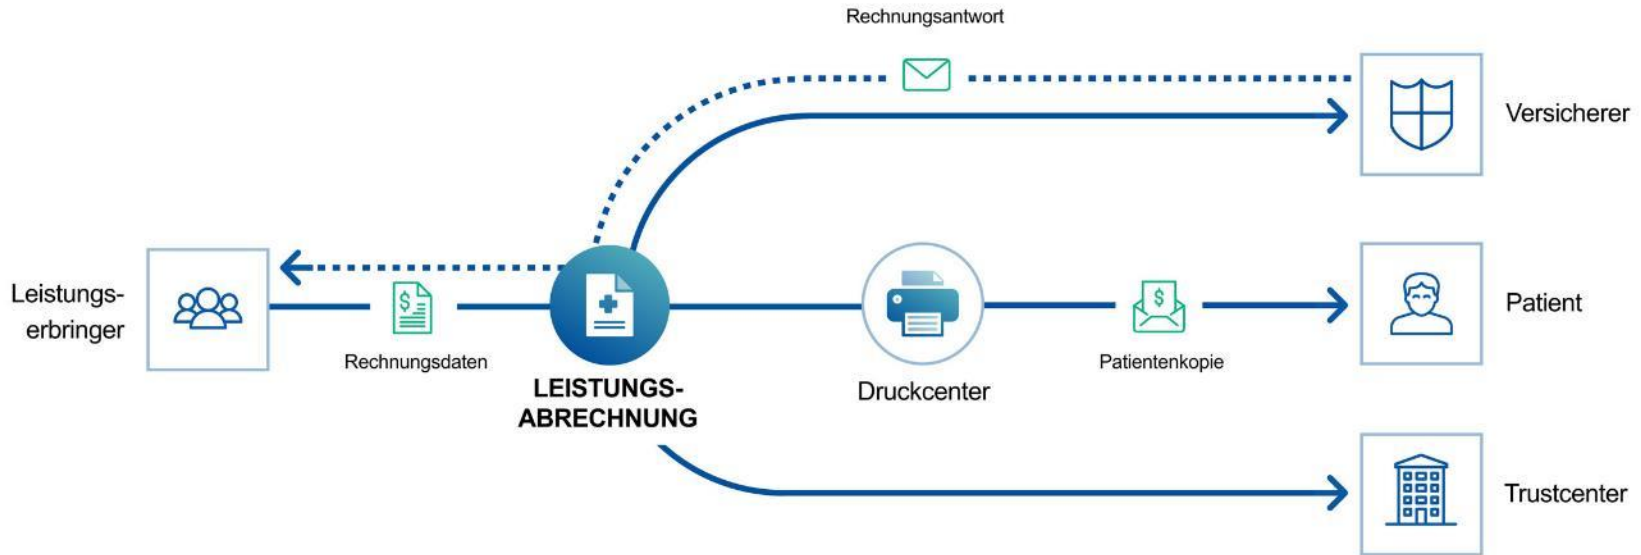 Rechnungsantwort
Versicherer
Leistungs-
erbringer
Rechnungsdaten
LEISTUNGS-
ABRECHNUNG
Druckcenter
Patientenkopie
Patient
Trustcenter